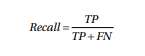 Recall = TP / (TP + FN)